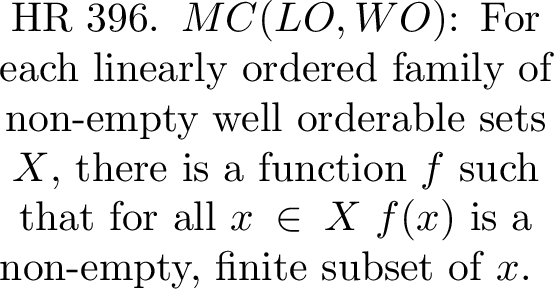 HR 396. MC(LO, WO): For
each linearly ordered family of
non-empty well orderable sets
X, there is a function f such
that for all x ∈ X f(x) is a
non-empty, finite subset of x.